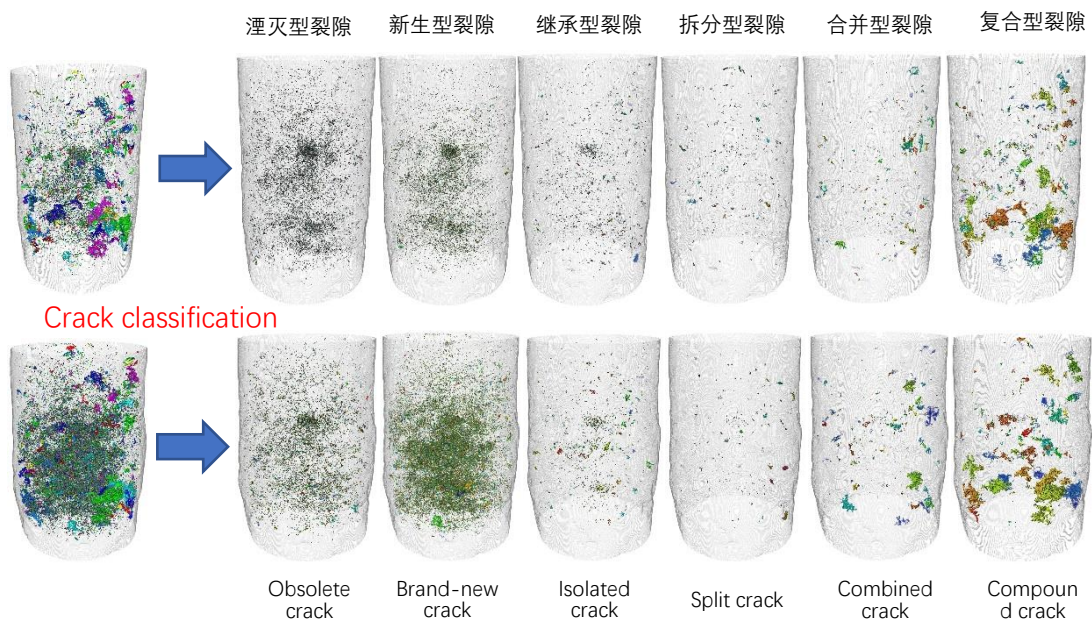 湮灭型裂隙 新生型裂隙 继承型裂隙 拆分型裂隙 合并型裂隙 复合型裂隙
Crack classification
Obsolete crack
Brand-new crack
Isolated crack
Split crack
Combined crack
Compoun
d crack